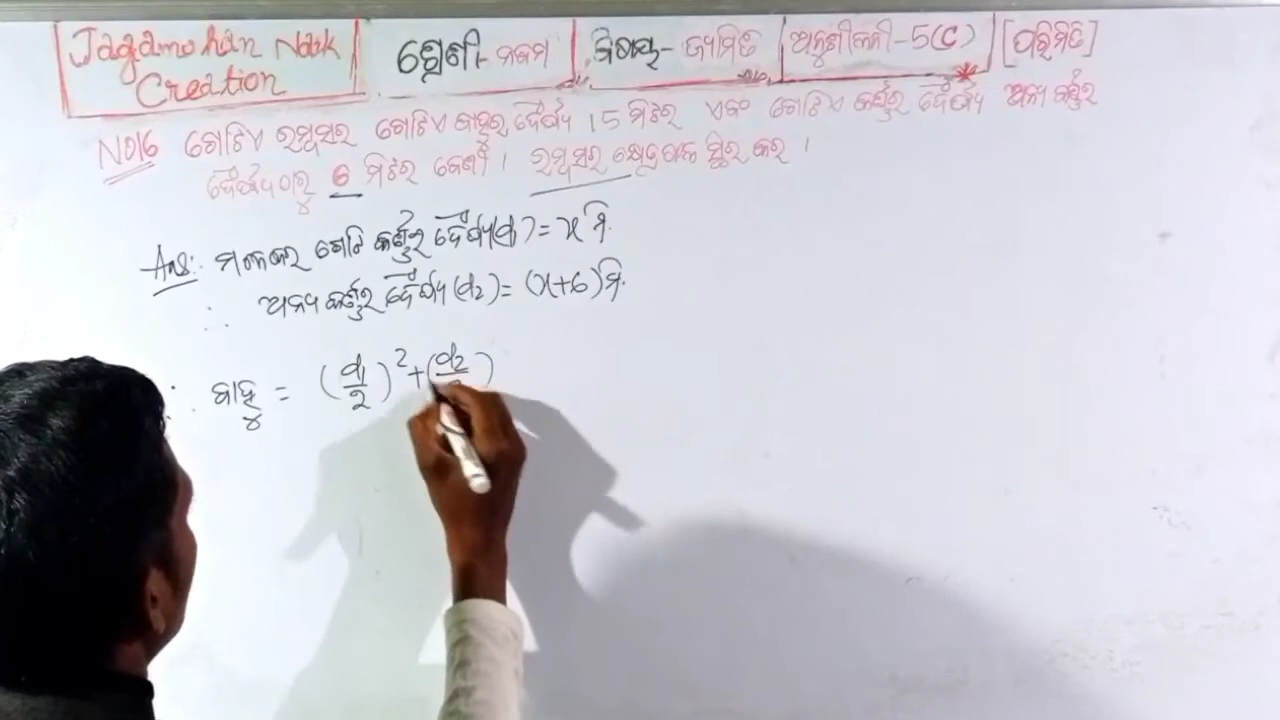 Jagamohan Naik
Creation
ଶ୍ରେଣୀ- ନବମ
ବିଷୟ- ଜ୍ୟାମିତି
ଅନୁଶୀଳନୀ-5(C)
[ପରିମିତି]
NO16 ଗୋଟିଏ ରମ୍ବସର ଗୋଟିଏ ବାହୁର ଦୈର୍ଘ୍ୟ 15 ମିଟର ଏବଂ ଗୋଟିଏ କର୍ଣ୍ଣର ଦୈର୍ଘ୍ୟ ଅନ୍ୟ କର୍ଣ୍ଣର
ଦୈର୍ଘ୍ୟଠାରୁ 6 ମିଟର ବେଶୀ । ରମ୍ବସର କ୍ଷେତ୍ରଫଳ ସ୍ଥିର କର ।
Ans: ମନେକର ଗୋଟି କର୍ଣ୍ଣର ଦୈର୍ଘ୍ୟ(d1) = x ମି.
∴ ଅନ୍ୟ କର୍ଣ୍ଣର ଦୈର୍ଘ୍ୟ (d2) = (x+6) ମି.
∴ ବାହୁ = (d1/2)² + (d2/2)